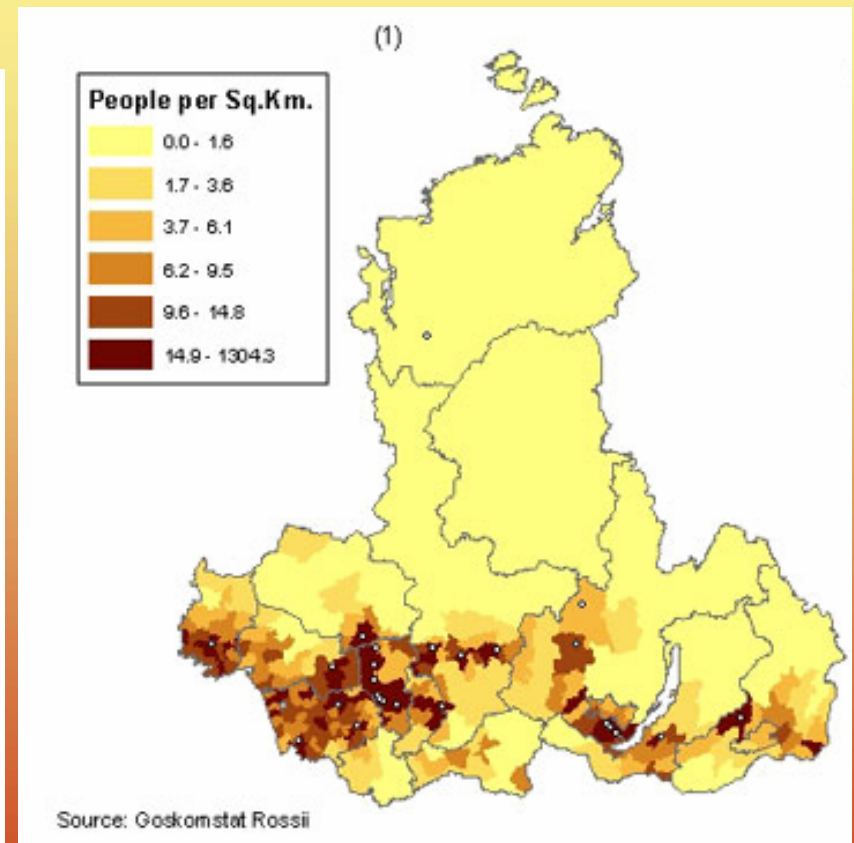 (1)
People per Sq.Km.
0.0 - 1.6
1.7 - 3.6
3.7 - 6.1
6.2 - 9.5
9.6 - 14.8
14.9 - 1304.3
Source: Goskomstat Rossii